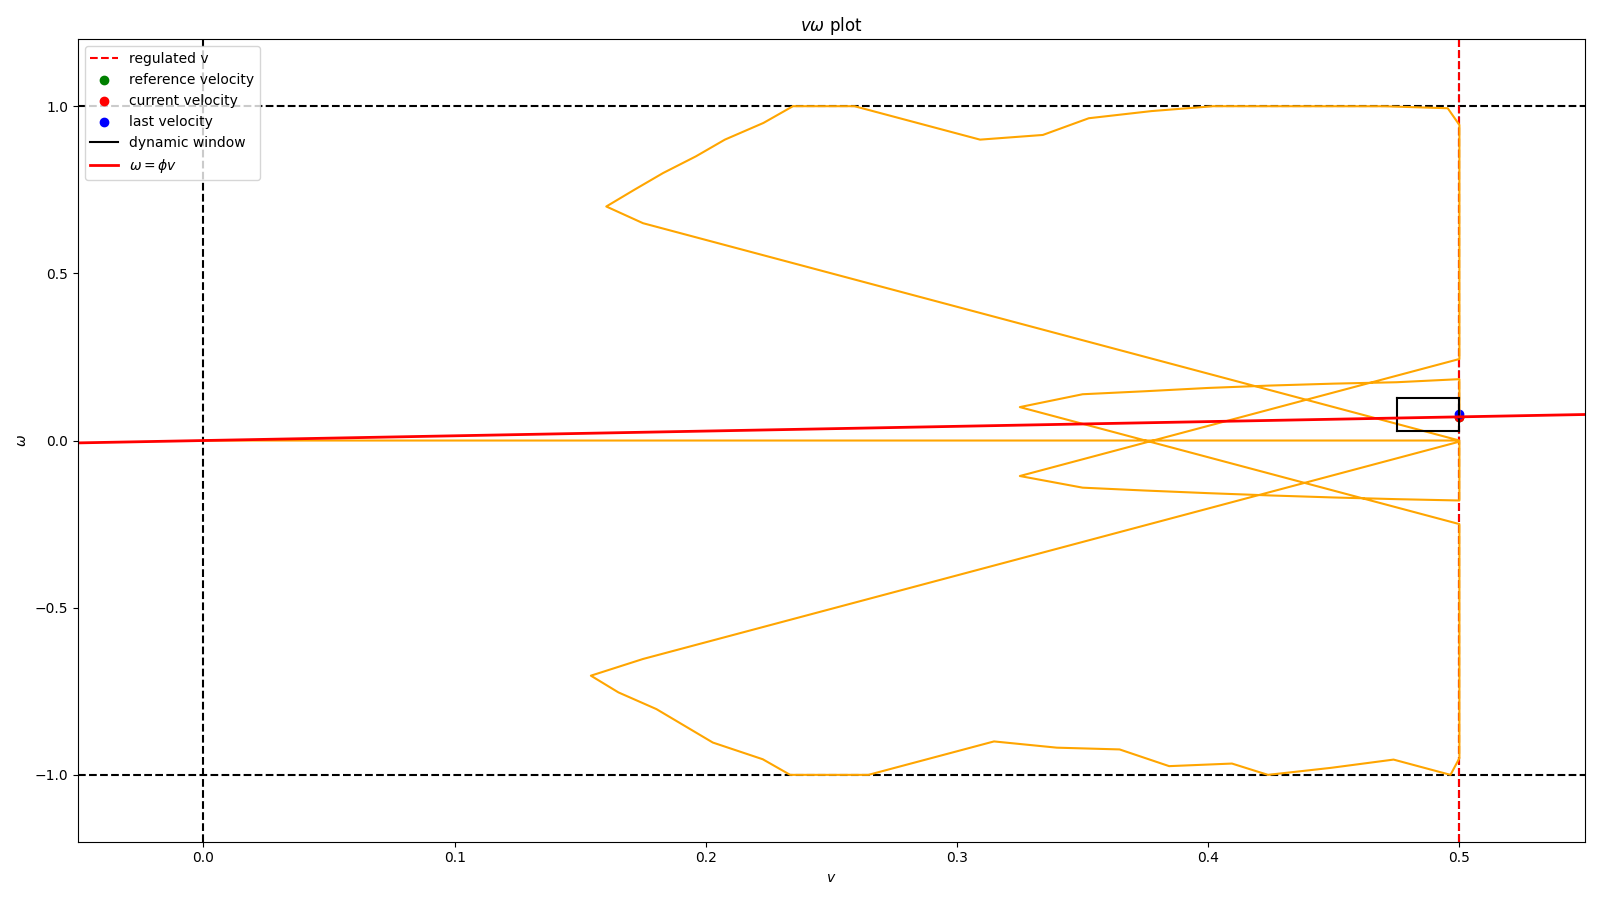 vω plot
regulated v
reference velocity
current velocity
last velocity
dynamic window
ω = ϕv
1.0
0.5
0.0
−0.5
−1.0
ω
0.0 0.1 0.2 0.3 0.4 0.5
v